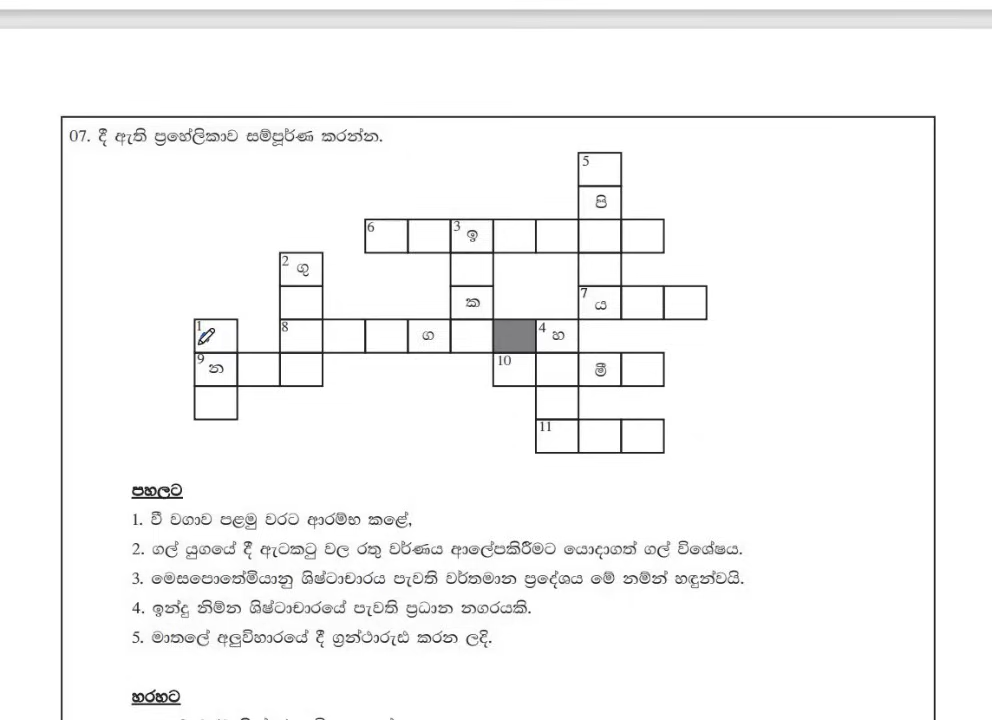 07. දී ඇති ප්‍රහේලිකාව සම්පූර්ණ කරන්න.
5
පි
6 3 ඉ
2 ගු
ක 7 ය
1 8 ග 4 හ
9 න 10 මී
11
පහලට
1. වී වගාව පළමු වරට ආරම්භ කළේ,
2. ගල් යුගයේ දී ඇටකටු වල රතු වර්ණය ආලේපකිරීමට යොදාගත් ගල් විශේෂය.
3. මෙසපොතේමියානු ශිෂ්ටාචාරය පැවති වර්තමාන ප්‍රදේශය මේ නමින් හඳුන්වයි.
4. ඉන්දු නිම්න ශිෂ්ටාචාරයේ පැවති ප්‍රධාන නගරයකි.
5. මාතලේ අලුවිහාරයේ දී ග්‍රන්ථාරුඪ කරන ලදි.
හරහට